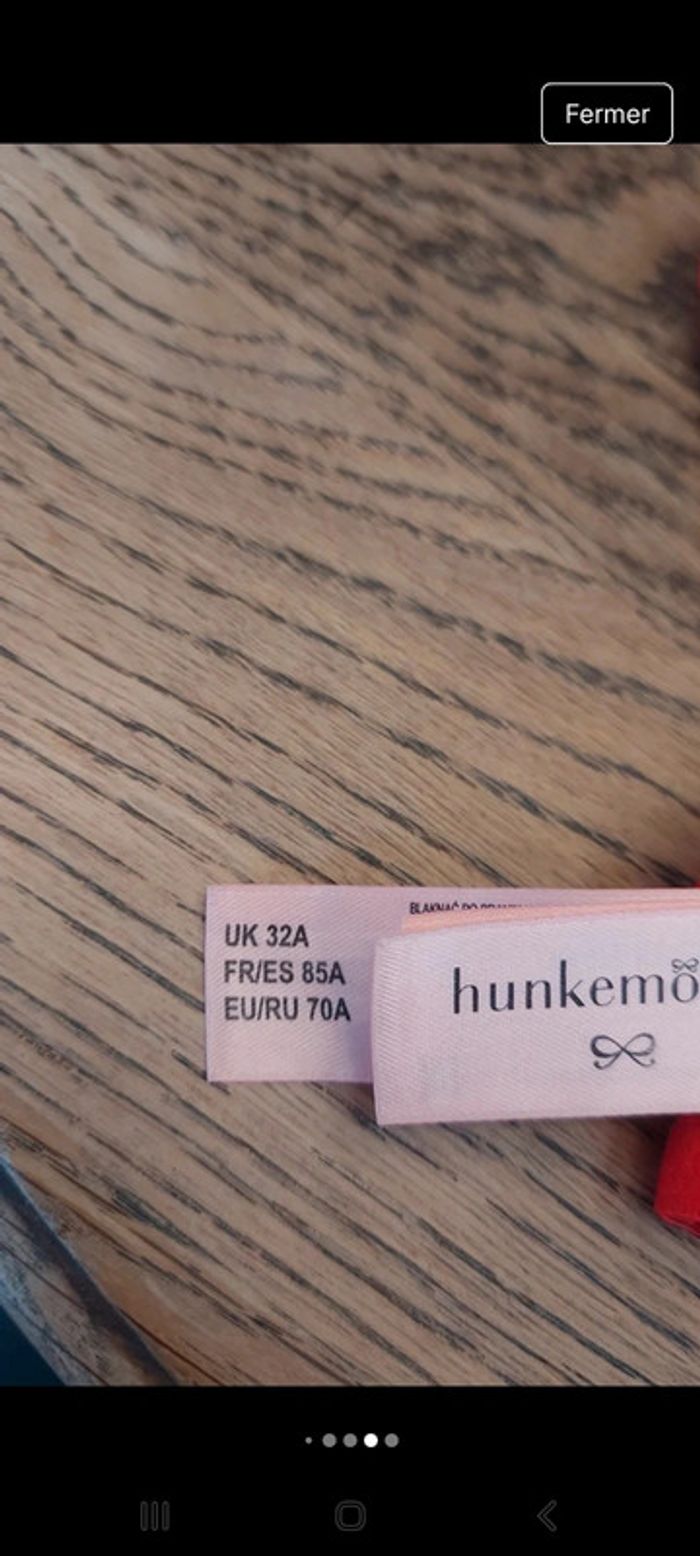 Fermer
UK 32A
FR/ES 85A
EU/RU 70A
hunkemö